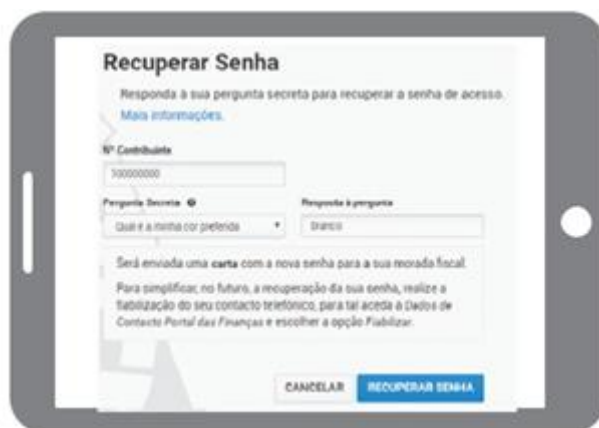 Recuperar Senha
Responda à sua pergunta secreta para recuperar a senha de acesso.
Mais informações.
Nº Contribuinte
300000000
Pergunta Secreta
Resposta à pergunta
Qual é a minha cor preferida
branco
Será enviada uma carta com a nova senha para a sua morada fiscal.
Para simplificar, no futuro, a recuperação da sua senha, realize a
fiabilização do seu contacto telefónico, para tal aceda a Dados de
Contacto Portal das Finanças e escolher a opção Fiabilizar.
CANCELAR
RECUPERAR SENHA